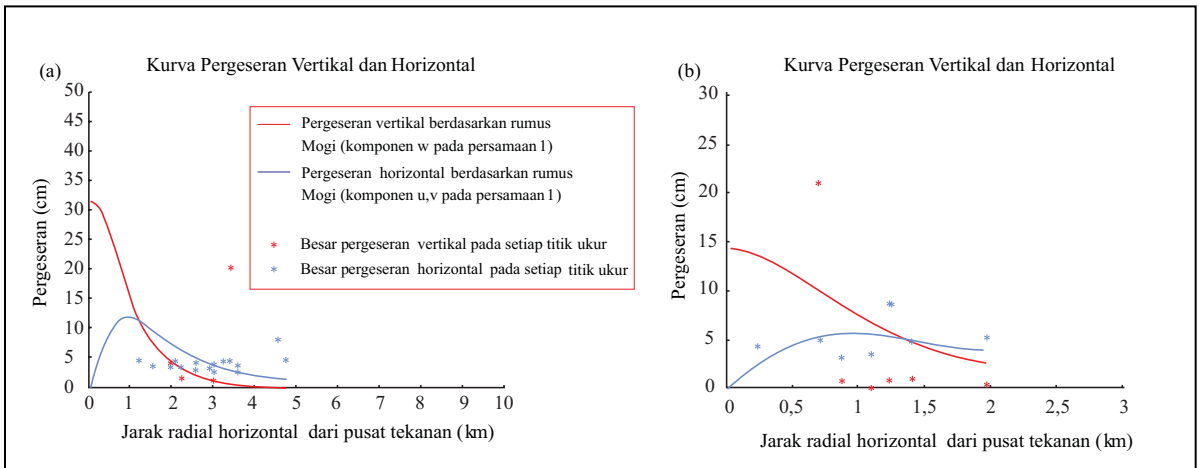 (a)
Kurva Pergeseran Vertikal dan Horizontal
50
45
40
35
30
25
20
15
10
5
0
Pergeseran (cm)
Pergeseran vertikal berdasarkan rumus
Mogi (komponen w pada persamaan 1)
Pergeseran horizontal berdasarkan rumus
Mogi (komponen u,v pada persamaan 1)
* Besar pergeseran vertikal pada setiap titik ukur
* Besar pergeseran horizontal pada setiap titik ukur
0 1 2 3 4 5 6 7 8 9 10
Jarak radial horizontal dari pusat tekanan (km)
(b)
Kurva Pergeseran Vertikal dan Horizontal
30
25
20
15
10
5
0
Pergeseran (cm)
0 0,5 1 1,5 2 2,5 3
Jarak radial horizontal dari pusat tekanan (km)